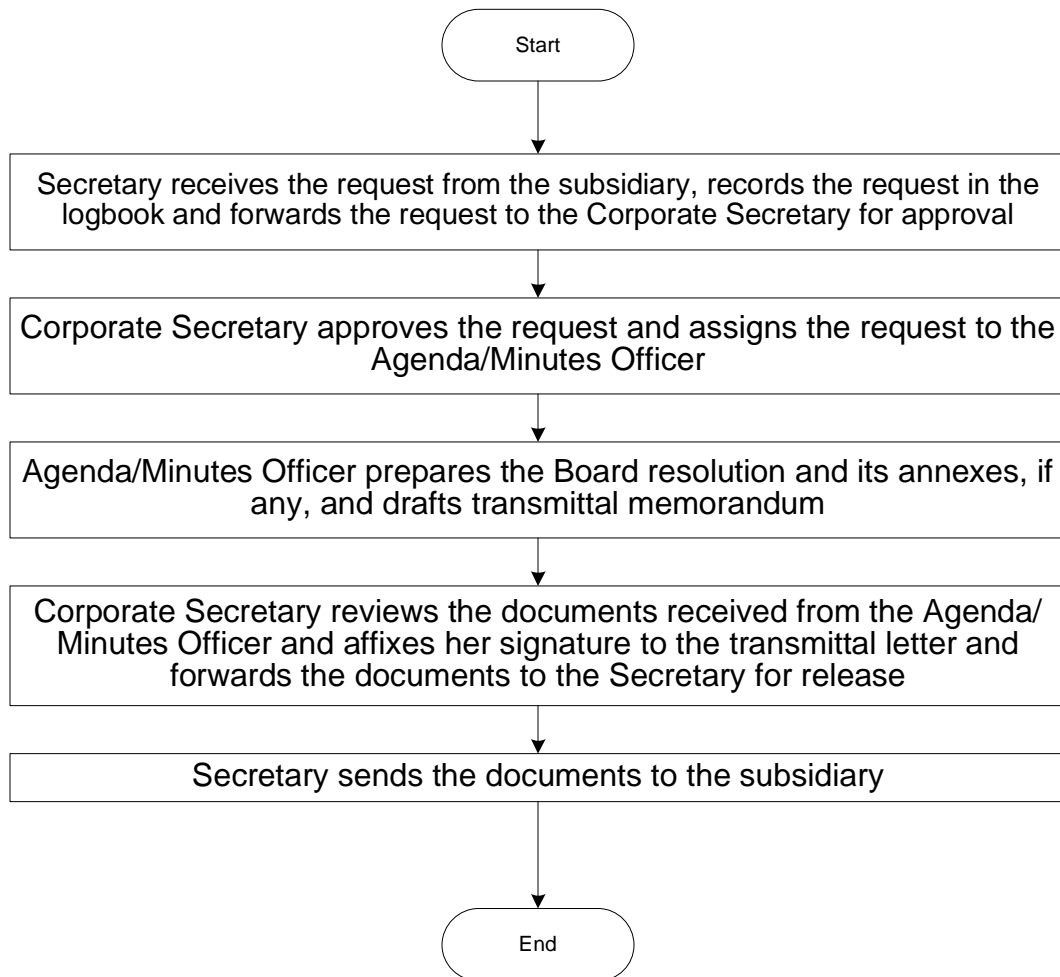 Start
Secretary receives the request from the subsidiary, records the request in the
logbook and forwards the request to the Corporate Secretary for approval
Corporate Secretary approves the request and assigns the request to the
Agenda/Minutes Officer
Agenda/Minutes Officer prepares the Board resolution and its annexes, if
any, and drafts transmittal memorandum
Corporate Secretary reviews the documents received from the Agenda/
Minutes Officer and affixes her signature to the transmittal letter and
forwards the documents to the Secretary for release
Secretary sends the documents to the subsidiary
End